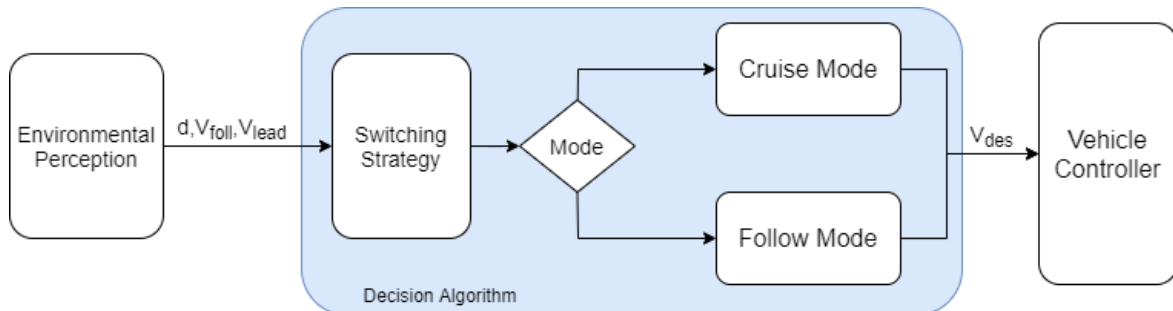 Environmental
Perception
d,Vfoll,Vlead
Switching
Strategy
Mode
Cruise Mode
Follow Mode
Vdes
Vehicle
Controller
Decision Algorithm